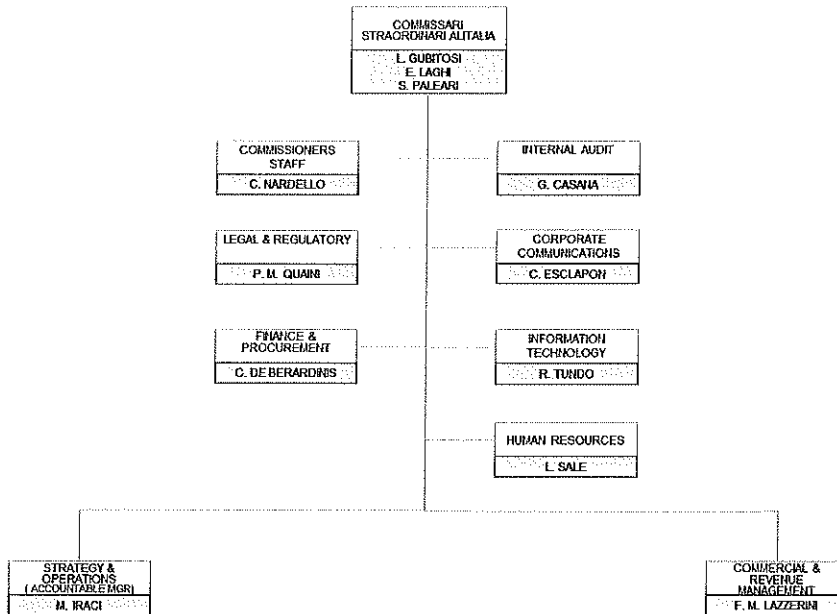 COMMISSARI
STRAORDINARI ALITALIA
L. GUBITOSI
E. LAGHI
S. PALEARI
COMMISSIONERS
STAFF
C. NARDELLO
INTERNAL AUDIT
G. CASANA
LEGAL & REGULATORY
P. M. QUAINI
CORPORATE
COMMUNICATIONS
C. ESCLAPON
FINANCE &
PROCUREMENT
C. DE BERARDINIS
INFORMATION
TECHNOLOGY
R. TUNDO
HUMAN RESOURCES
L. SALE
STRATEGY &
OPERATIONS
( ACCOUNTABLE MGR)
M. IRACI
COMMERCIAL &
REVENUE
MANAGEMENT
F. M. LAZZERINI